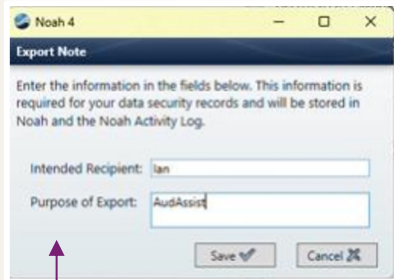 Noah 4
Export Note
Enter the information in the fields below. This information is
required for your data security records and will be stored in
Noah and the Noah Activity Log.
Intended Recipient: Ian
Purpose of Export: AudAssist
Save Cancel